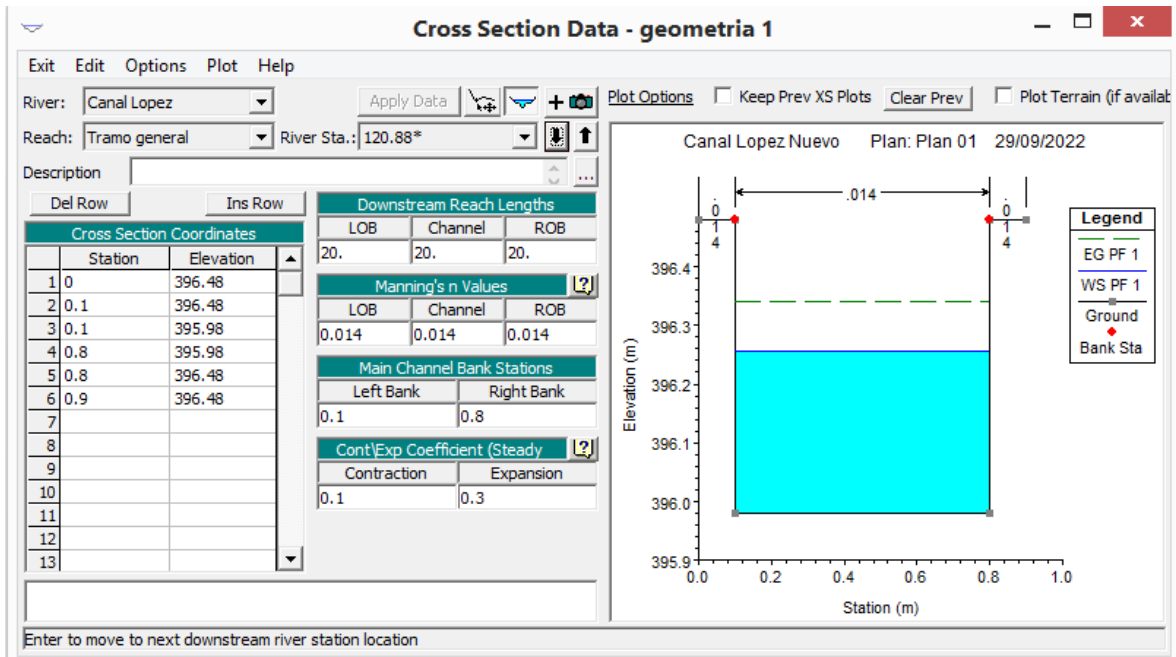 Cross Section Data - geometria 1
Exit Edit Options Plot Help
River: Canal Lopez Apply Data
Reach: Tramo general River Sta.: 120.88*
Description ...
Del Row Ins Row
Cross Section Coordinates
Station Elevation
1 0 396.48
2 0.1 396.48
3 0.1 395.98
4 0.8 395.98
5 0.8 396.48
6 0.9 396.48
7
8
9
10
11
12
13
Downstream Reach Lengths
LOB Channel ROB
20. 20. 20.
Manning's n Values
LOB Channel ROB
0.014 0.014 0.014
Main Channel Bank Stations
Left Bank Right Bank
0.1 0.8
Cont\Exp Coefficient (Steady
Contraction Expansion
0.1 0.3
Plot Options Keep Prev XS Plots Clear Prev Plot Terrain (if availab
Canal Lopez Nuevo Plan: Plan 01 29/09/2022
.014 .014 .014
Legend
EG PF 1
WS PF 1
Ground
Bank Sta
396.4
396.3
396.2
396.1
396.0
395.9
Elevation (m)
0.0 0.2 0.4 0.6 0.8 1.0
Station (m)
Enter to move to next downstream river station location